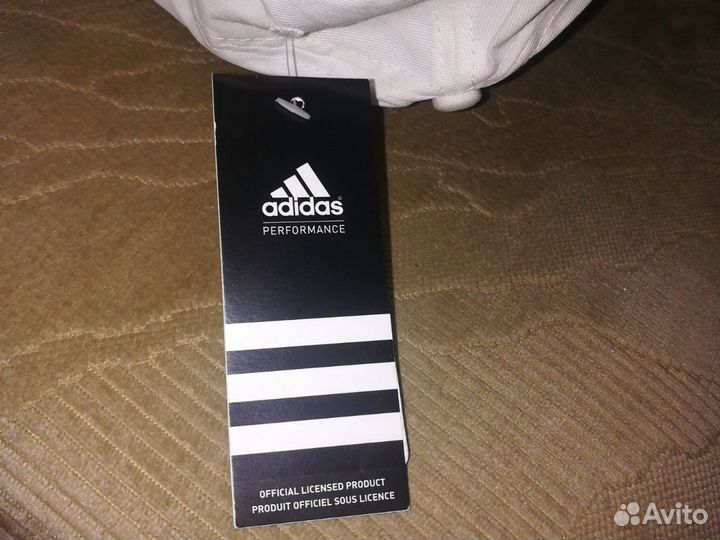 adidas
PERFORMANCE
OFFICIAL LICENSED PRODUCT
PRODUIT OFFICIEL SOUS LICENCE
Avito